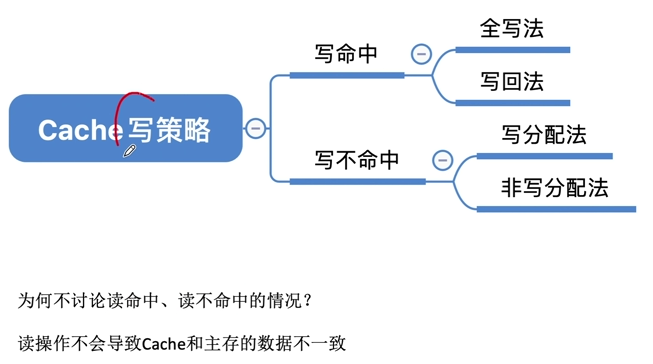 全写法
写命中
写回法
Cache写策略
写分配法
写不命中
非写分配法
为何不讨论读命中、读不命中的情况？
读操作不会导致Cache和主存的数据不一致